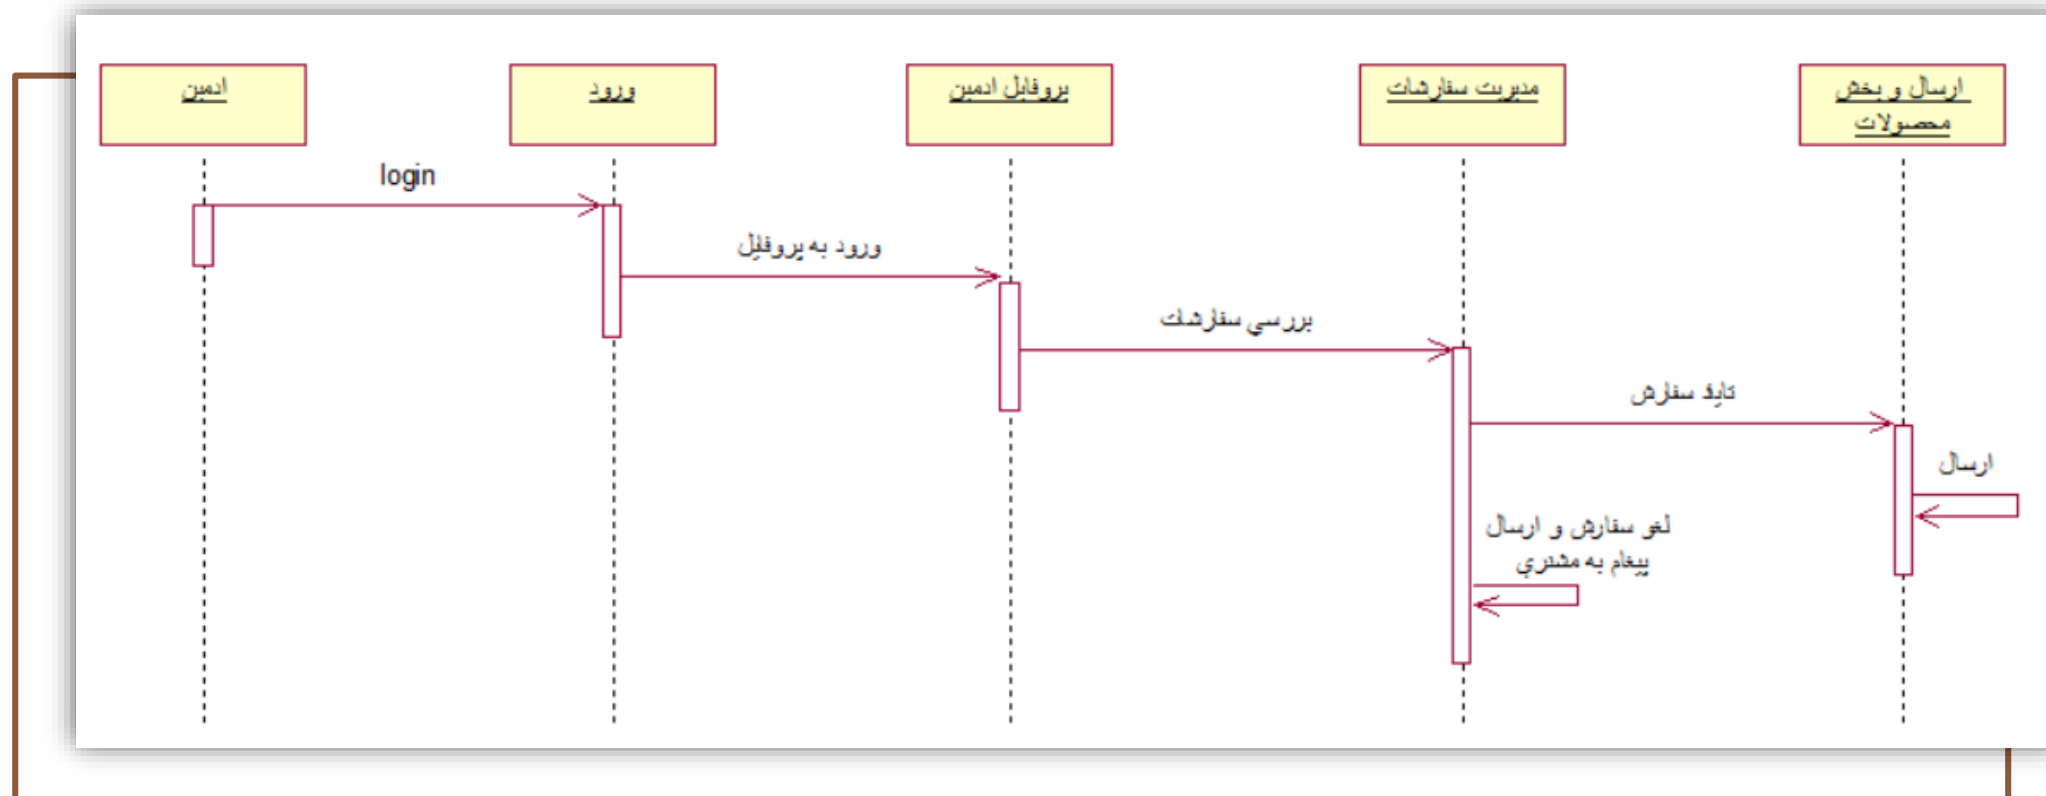 ادمین
ورود
پروفایل ادمین
مدیریت سفارشات
ارسال و پخش
محصولات
login
ورود به پروفایل
بررسي سفارشات
تاید سفارش
ارسال
لغو سفارش و ارسال
پیغام به مشتري